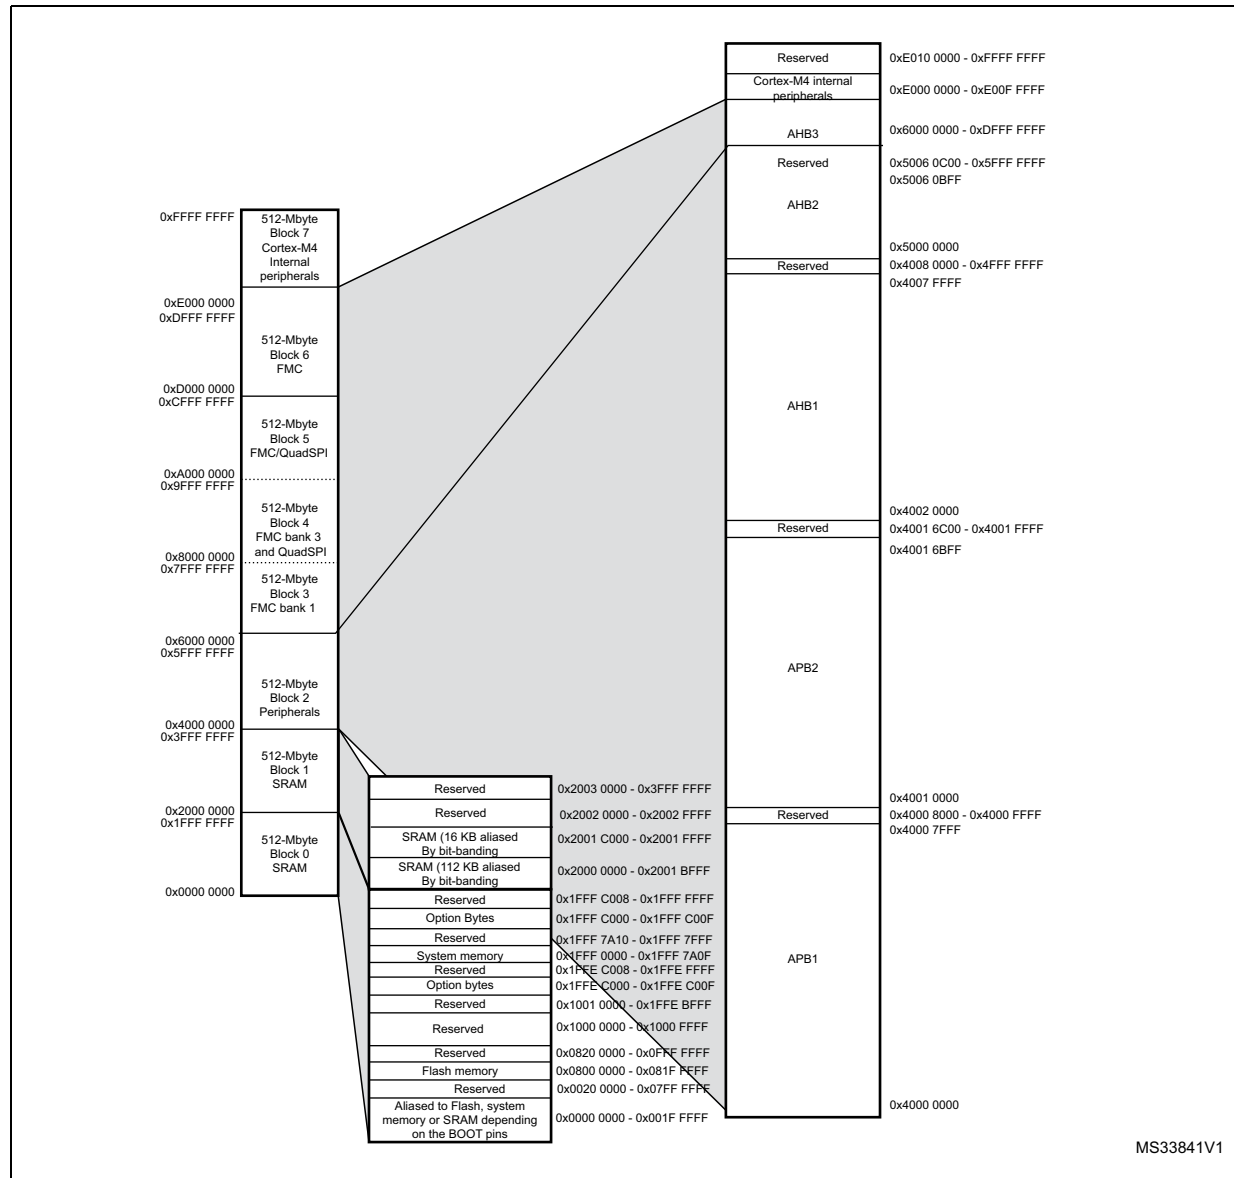 0xFFFF FFFF
512-Mbyte
Block 7
Cortex-M4
Internal
peripherals
0xE000 0000
0xDFFF FFFF
512-Mbyte
Block 6
FMC
0xD000 0000
0xCFFF FFFF
512-Mbyte
Block 5
FMC/QuadSPI
0xA000 0000
0x9FFF FFFF
512-Mbyte
Block 4
FMC bank 3
and QuadSPI
0x8000 0000
0x7FFF FFFF
512-Mbyte
Block 3
FMC bank 1
0x6000 0000
0x5FFF FFFF
512-Mbyte
Block 2
Peripherals
0x4000 0000
0x3FFF FFFF
512-Mbyte
Block 1
SRAM
0x2000 0000
0x1FFF FFFF
512-Mbyte
Block 0
SRAM
0x0000 0000
Reserved 0x2003 0000 - 0x3FFF FFFF
Reserved 0x2002 0000 - 0x2002 FFFF
SRAM (16 KB aliased
By bit-banding
0x2001 C000 - 0x2001 FFFF
SRAM (112 KB aliased
By bit-banding
0x2000 0000 - 0x2001 BFFF
Reserved 0x1FFF C008 - 0x1FFF FFFF
Option Bytes 0x1FFF C000 - 0x1FFF C00F
Reserved 0x1FFF 7A10 - 0x1FFF 7FFF
System memory 0x1FFF 0000 - 0x1FFF 7A0F
Reserved 0x1FFE C008 - 0x1FFE FFFF
Option bytes 0x1FFE C000 - 0x1FFE C00F
Reserved 0x1001 0000 - 0x1FFE BFFF
Reserved 0x1000 0000 - 0x1000 FFFF
Reserved 0x0820 0000 - 0x0FFF FFFF
Flash memory 0x0800 0000 - 0x081F FFFF
Reserved 0x0020 0000 - 0x07FF FFFF
Aliased to Flash, system
memory or SRAM depending
on the BOOT pins
0x0000 0000 - 0x001F FFFF
Reserved 0xE010 0000 - 0xFFFF FFFF
Cortex-M4 internal
peripherals
0xE000 0000 - 0xE00F FFFF
AHB3 0x6000 0000 - 0xDFFF FFFF
Reserved 0x5006 0C00 - 0x5FFF FFFF
0x5006 0BFF
AHB2
0x5000 0000
Reserved 0x4008 0000 - 0x4FFF FFFF
0x4007 FFFF
AHB1
0x4002 0000
Reserved 0x4001 6C00 - 0x4001 FFFF
0x4001 6BFF
APB2
0x4001 0000
Reserved 0x4000 8000 - 0x4000 FFFF
0x4000 7FFF
APB1
0x4000 0000
MS33841V1